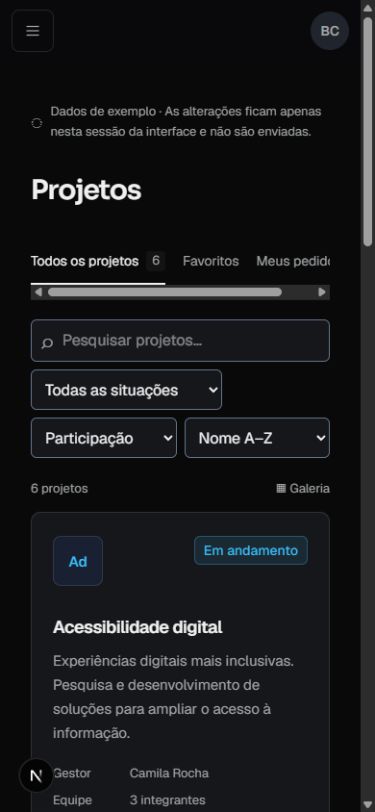 BC
Dados de exemplo · As alterações ficam apenas
nesta sessão da interface e não são enviadas.
Projetos
Todos os projetos 6 Favoritos Meus pedido
Pesquisar projetos...
Todas as situações
Participação Nome A–Z
6 projetos Galeria
Ad Em andamento
Acessibilidade digital
Experiências digitais mais inclusivas.
Pesquisa e desenvolvimento de
soluções para ampliar o acesso à
informação.
N Gestor Camila Rocha
Equipe 3 integrantes